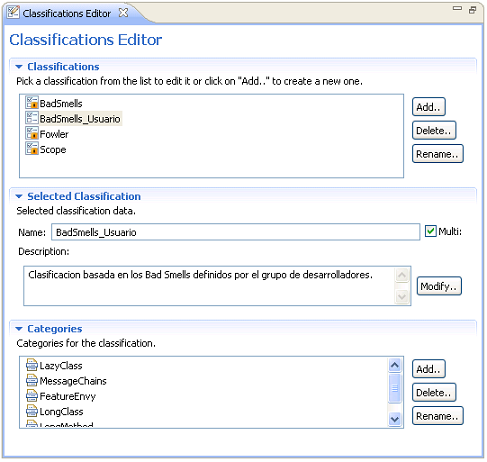 Classifications Editor
Classifications Editor
Classifications
Pick a classification from the list to edit it or click on "Add.." to create a new one.
BadSmells
BadSmells_Usuario
Fowler
Scope
Add..
Delete..
Rename..
Selected Classification
Selected classification data.
Name: BadSmells_Usuario Multi:
Description:
Clasificacion basada en los Bad Smells definidos por el grupo de desarrolladores.
Modify..
Categories
Categories for the classification.
LazyClass
MessageChains
FeatureEnvy
LongClass
LongMethod
Add..
Delete..
Rename..